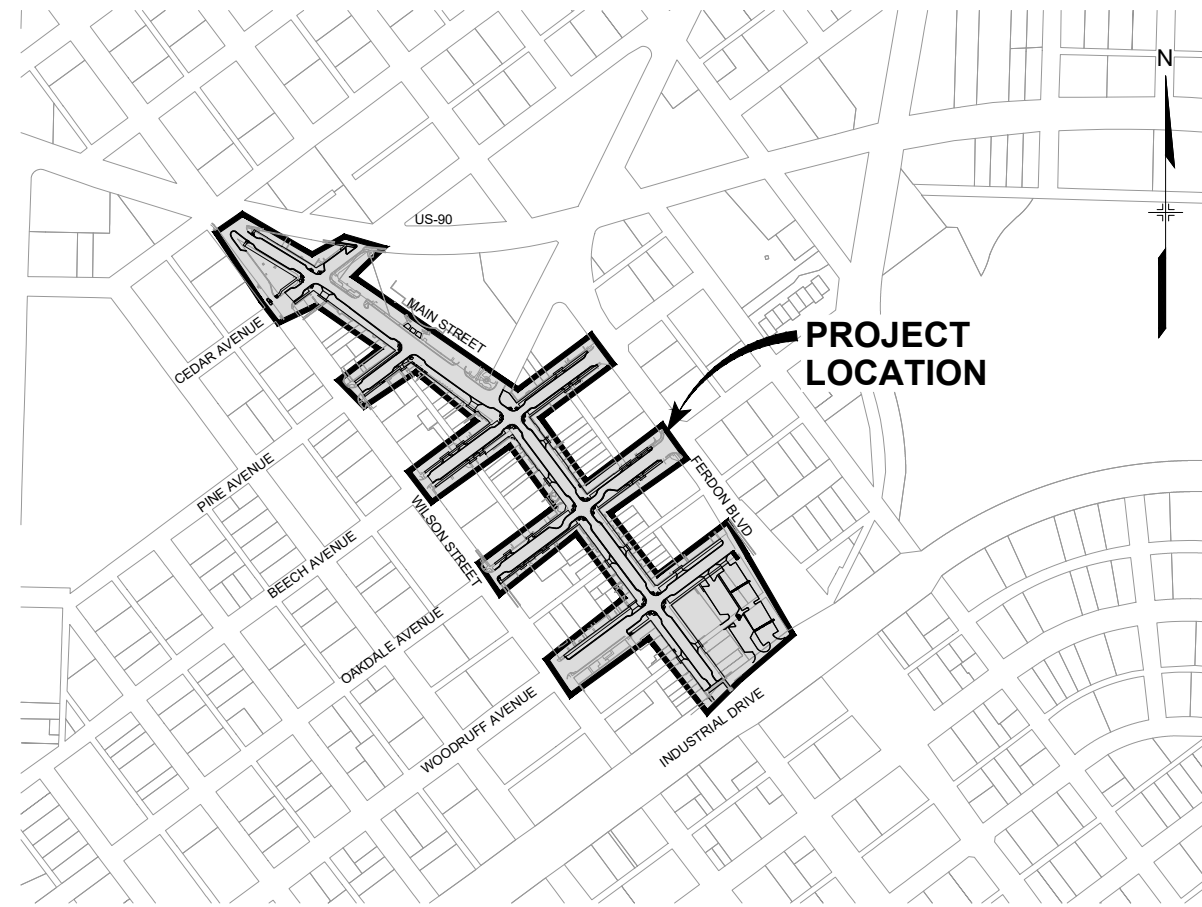 N
US-90
MAIN STREET
CEDAR AVENUE
PROJECT
LOCATION
PINE AVENUE
WILSON STREET
FERDON BLVD
BEECH AVENUE
OAKDALE AVENUE
WOODRUFF AVENUE
INDUSTRIAL DRIVE